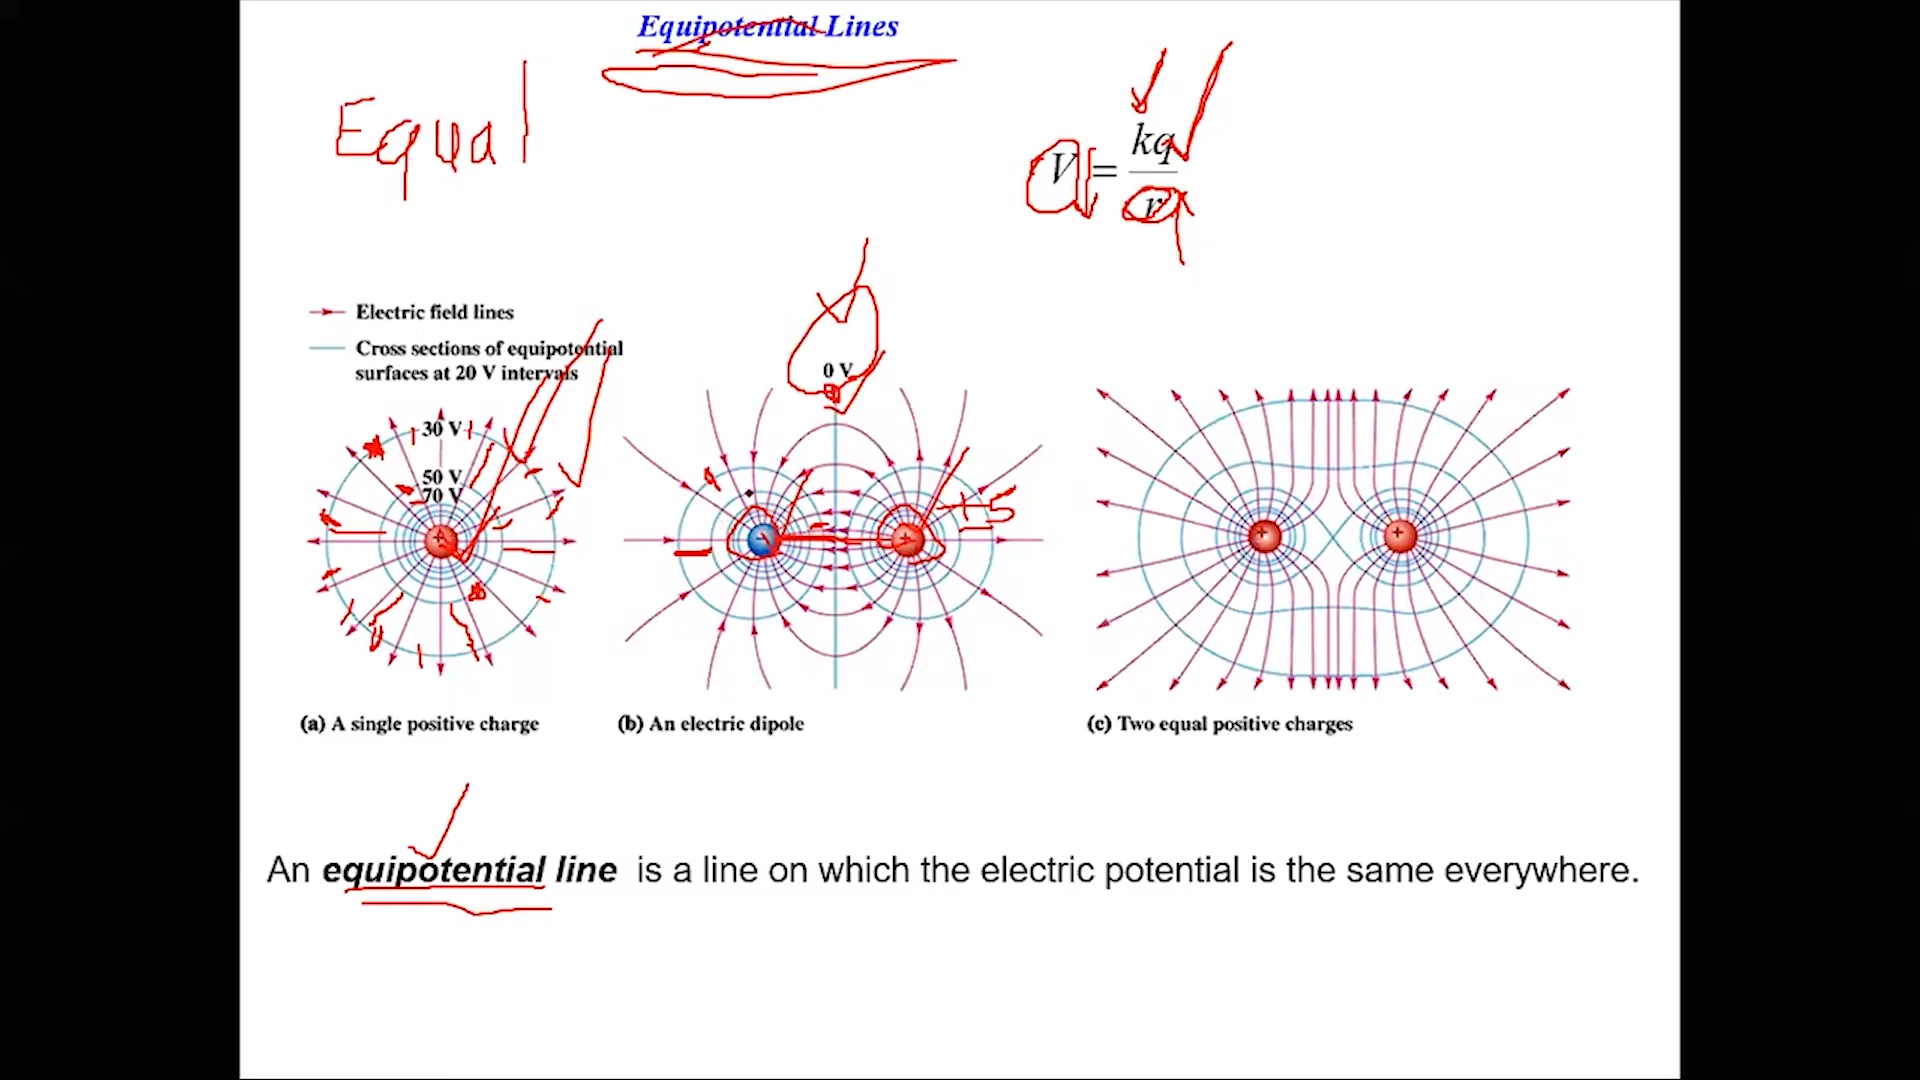 Equipotential Lines
Equal
V = kq
r
Electric field lines
Cross sections of equipotential
surfaces at 20 V intervals
0 V
30 V
50 V
70 V
+
-
+
+5
+
+
(a) A single positive charge
(b) An electric dipole
(c) Two equal positive charges
An equipotential line is a line on which the electric potential is the same everywhere.